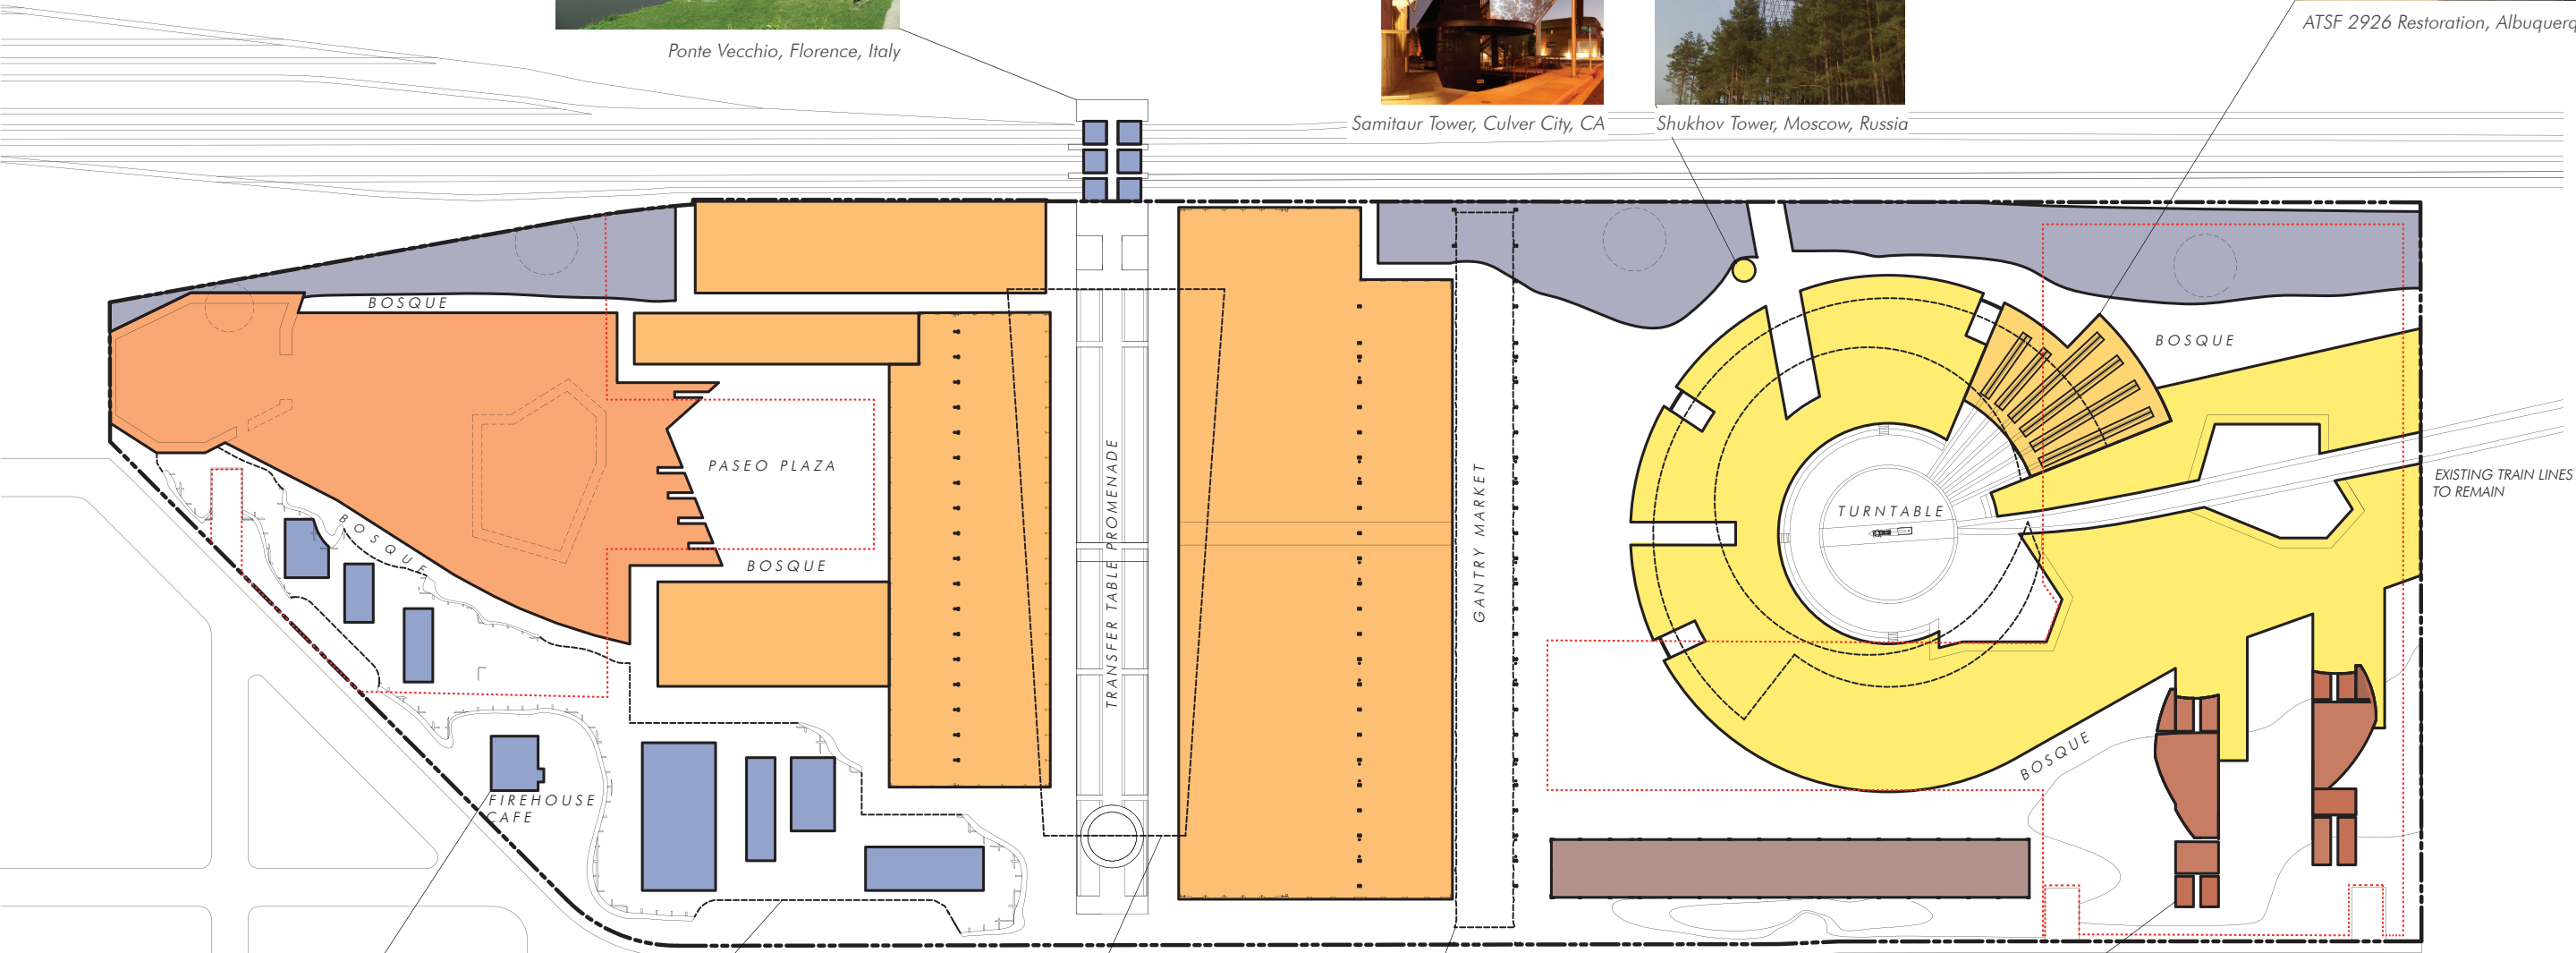 ATSF 2926 Restoration,
Ponte Vecchio, Florence, Italy
Samitaur Tower, Culver City, CA
Shukhov Tower, Moscow, Russia
BOSQUE
BOSQUE
PASEO PLAZA
TRANSFER TABLE PROMENADE
GANTRY MARKET
TURNTABLE
EXISTING TRAIN LINES
TO REMAIN
BOSQUE
BOSQUE
BOSQUE
FIREHOUSE
CAFE